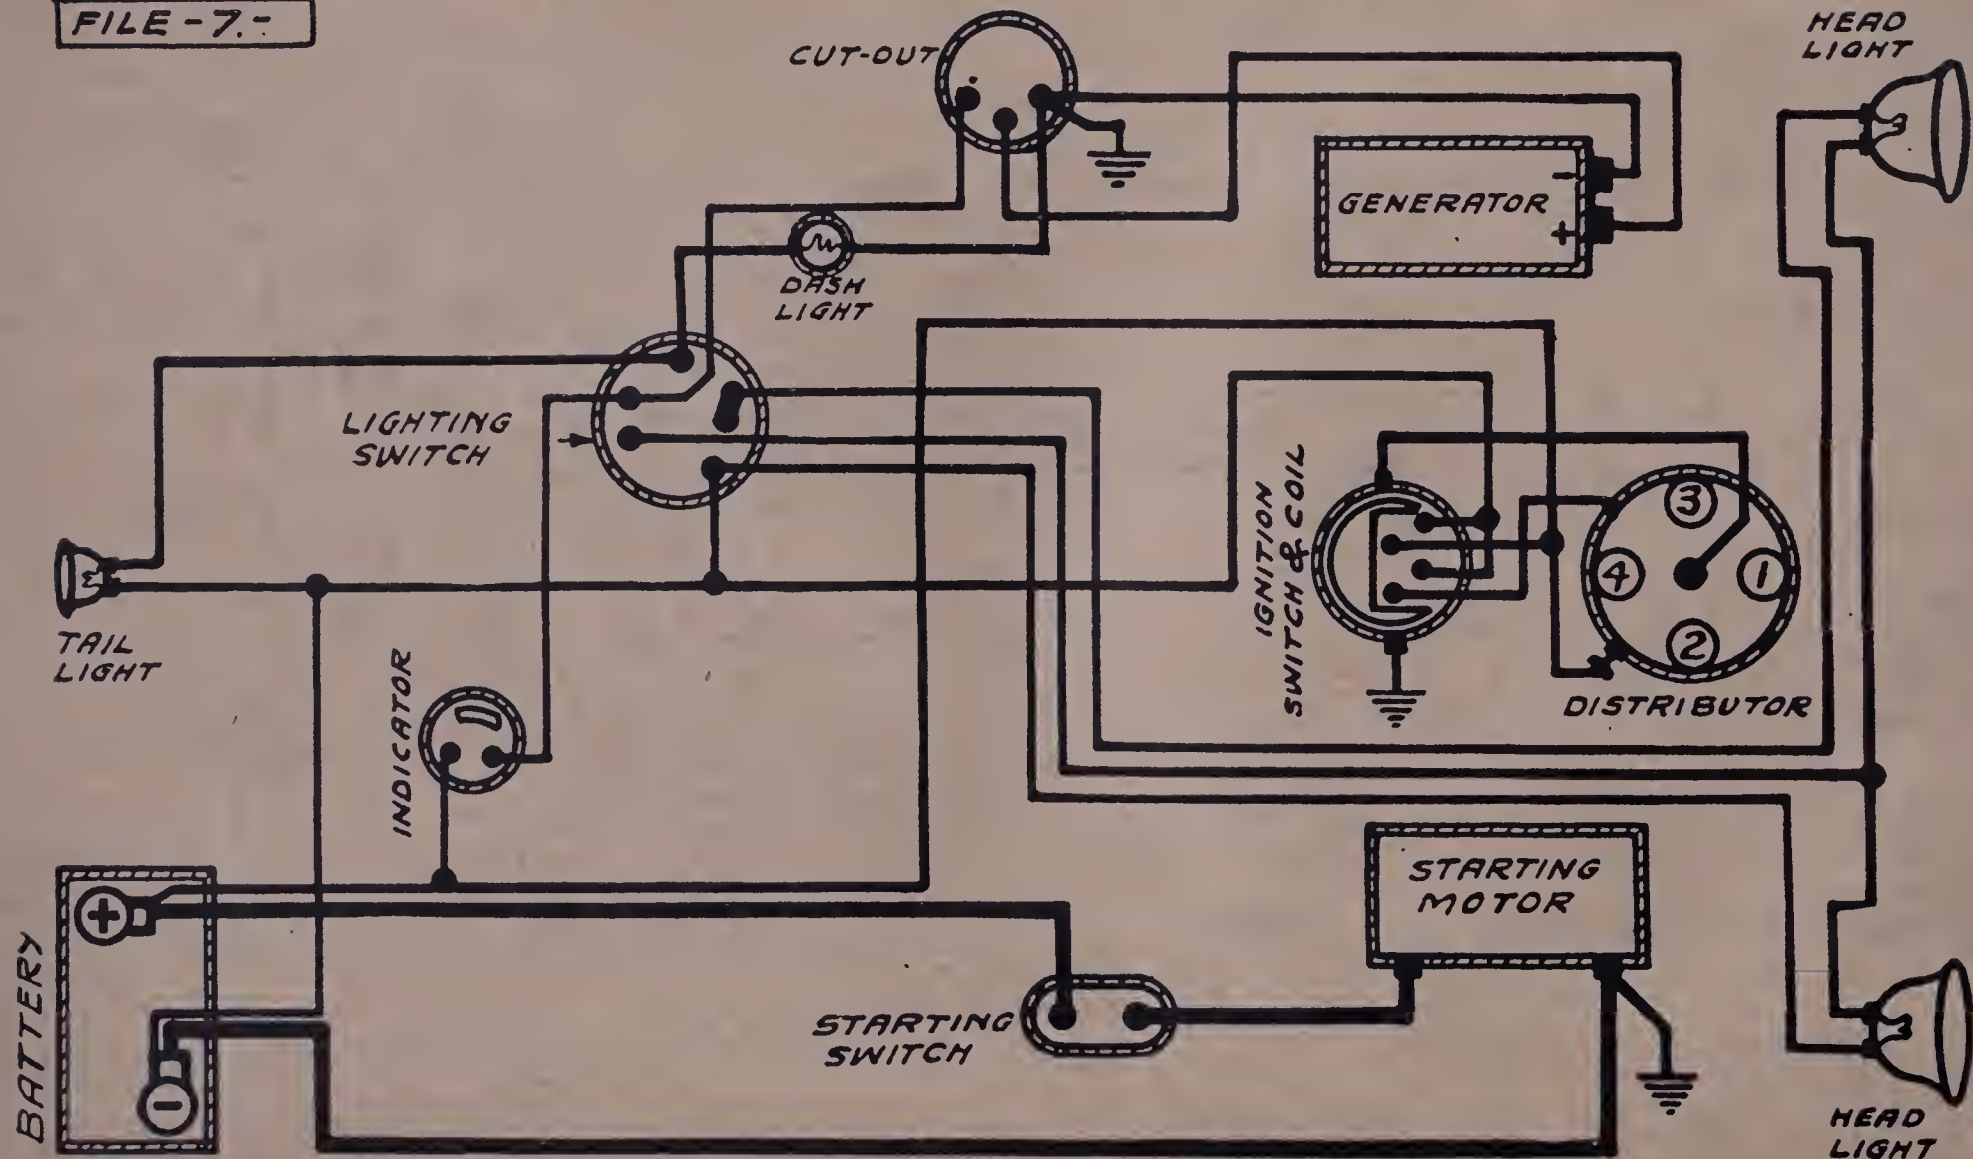 FILE-7.-
CUT-OUT
HEAD
LIGHT
GENERATOR
-
+
DASH
LIGHT
LIGHTING
SWITCH
IGNITION
SWITCH & COIL
3
4
1
2
DISTRIBUTOR
TAIL
LIGHT
INDICATOR
STARTING
MOTOR
BATTERY
+
-
STARTING
SWITCH
HEAD
LIGHT